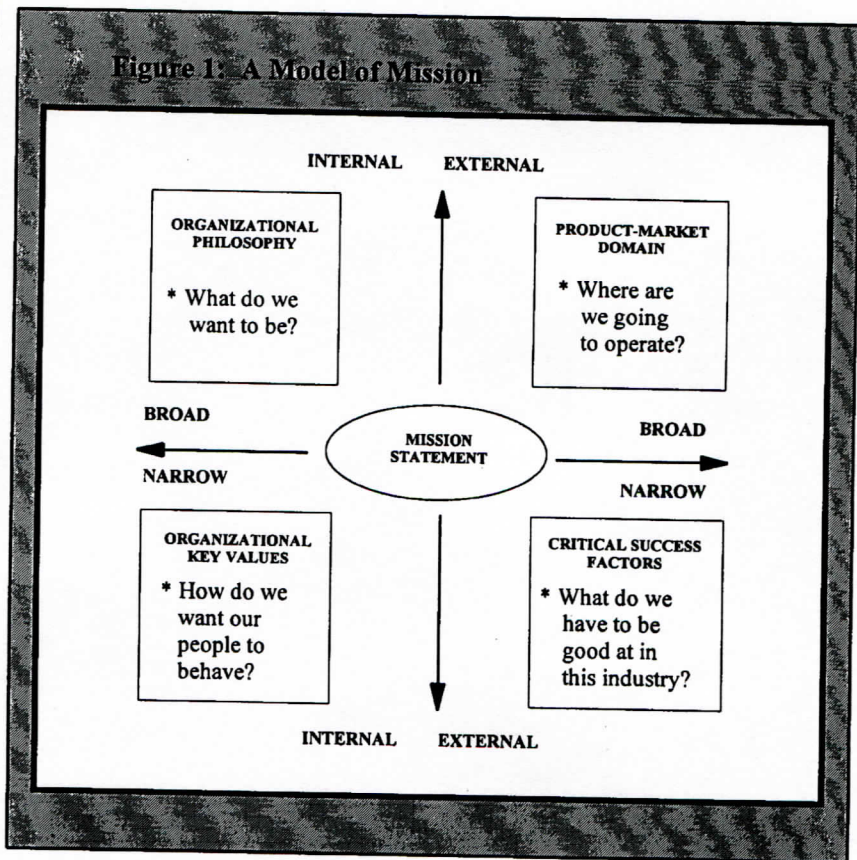 Figure 1: A Model of Mission
INTERNAL EXTERNAL
ORGANIZATIONAL
PHILOSOPHY
* What do we
want to be?
PRODUCT-MARKET
DOMAIN
* Where are
we going
to operate?
BROAD
NARROW
MISSION
STATEMENT
BROAD
NARROW
ORGANIZATIONAL
KEY VALUES
* How do we
want our
people to
behave?
CRITICAL SUCCESS
FACTORS
* What do we
have to be
good at in
this industry?
INTERNAL EXTERNAL